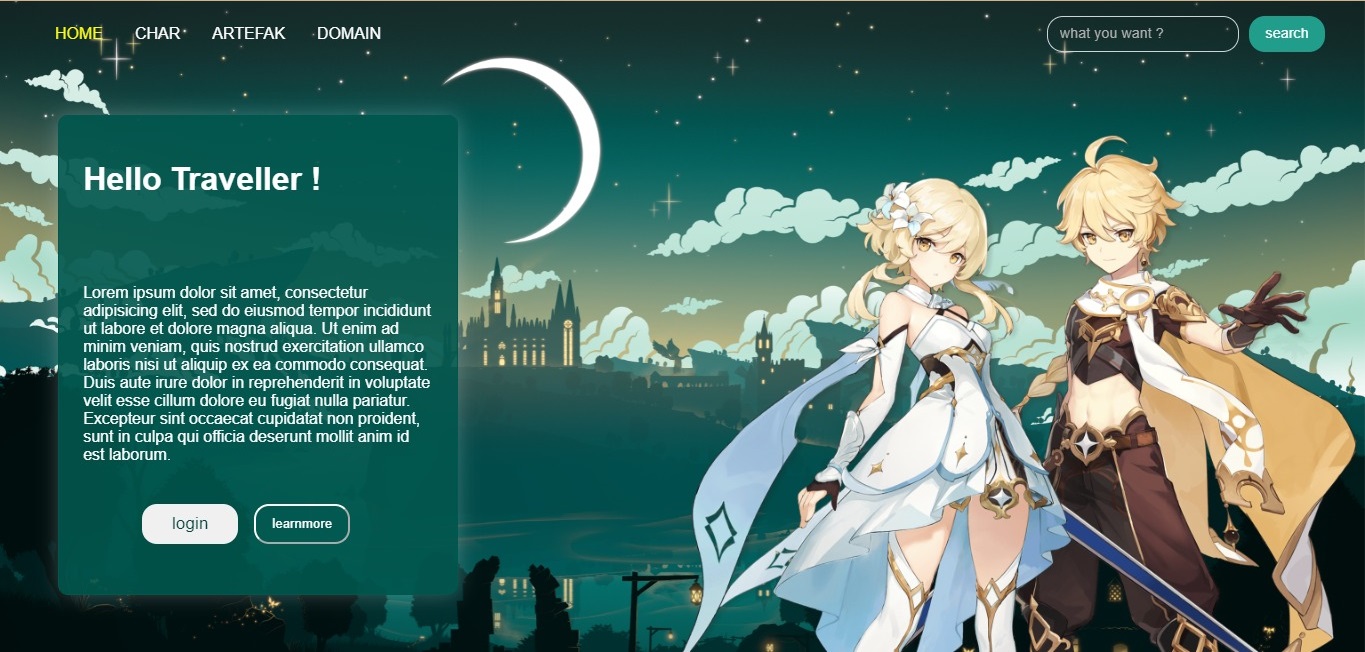 HOME CHAR ARTEFAK DOMAIN what you want ? search
Hello Traveller !
Lorem ipsum dolor sit amet, consectetur
adipisicing elit, sed do eiusmod tempor incididunt
ut labore et dolore magna aliqua. Ut enim ad
minim veniam, quis nostrud exercitation ullamco
laboris nisi ut aliquip ex ea commodo consequat.
Duis aute irure dolor in reprehenderit in voluptate
velit esse cillum dolore eu fugiat nulla pariatur.
Excepteur sint occaecat cupidatat non proident,
sunt in culpa qui officia deserunt mollit anim id
est laborum.
login learnmore